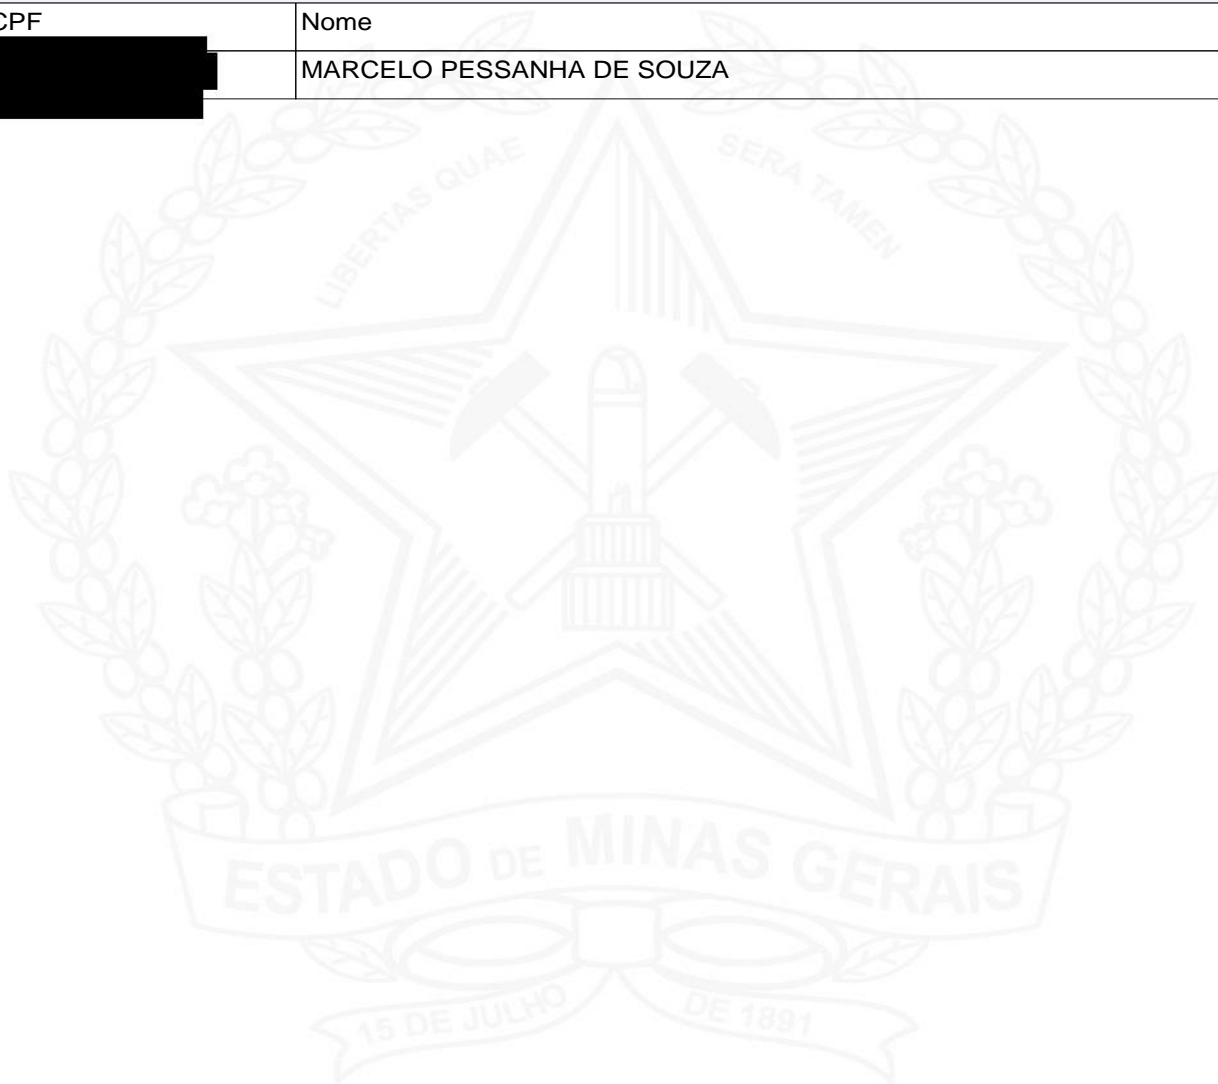 CPF Nome
MARCELO PESSANHA DE SOUZA
LIBERTAS QUAE SERA TAMEN
ESTADO DE MINAS GERAIS
15 DE JULHO DE 1891